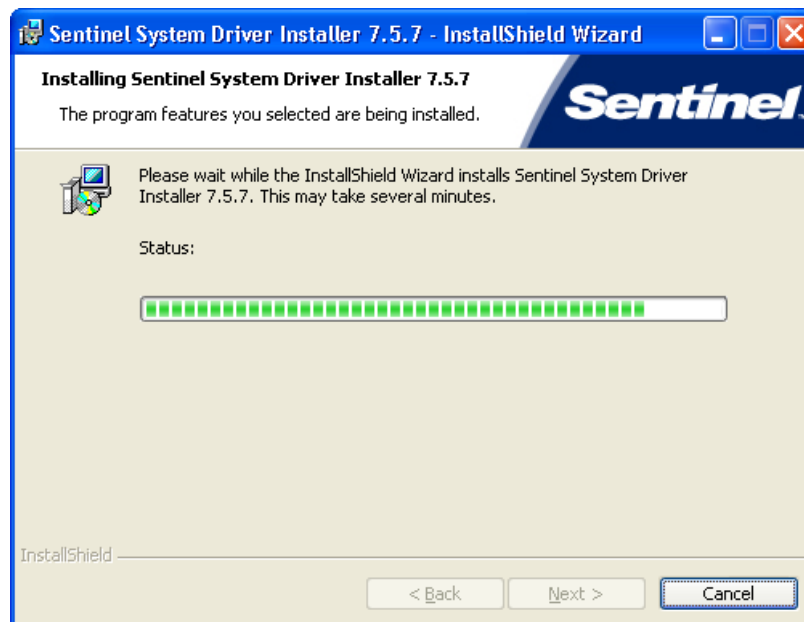 Sentinel System Driver Installer 7.5.7 - InstallShield Wizard
Installing Sentinel System Driver Installer 7.5.7
The program features you selected are being installed.
Sentinel.
Please wait while the InstallShield Wizard installs Sentinel System Driver
Installer 7.5.7. This may take several minutes.
Status:
InstallShield
< Back
Next >
Cancel